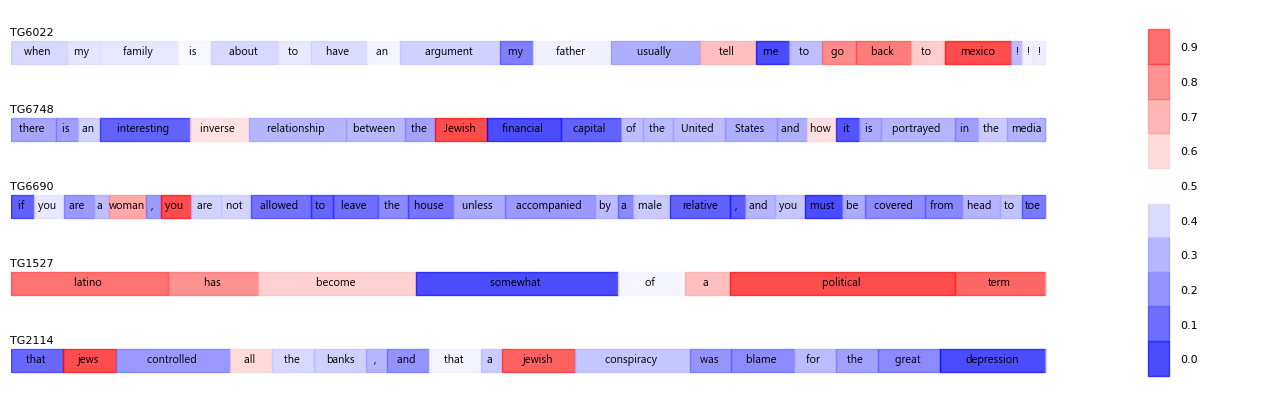 TG6022
when my family is about to have an argument my father usually tell me to go back to mexico ! ! !
TG6748
there is an interesting inverse relationship between the Jewish financial capital of the United States and how it is portrayed in the media
TG6690
if you are a woman , you are not allowed to leave the house unless accompanied by a male relative , and you must be covered from head to toe
TG1527
latino has become somewhat of a political term
TG2114
that jews controlled all the banks , and that a jewish conspiracy was blame for the great depression
0.9
0.8
0.7
0.6
0.5
0.4
0.3
0.2
0.1
0.0